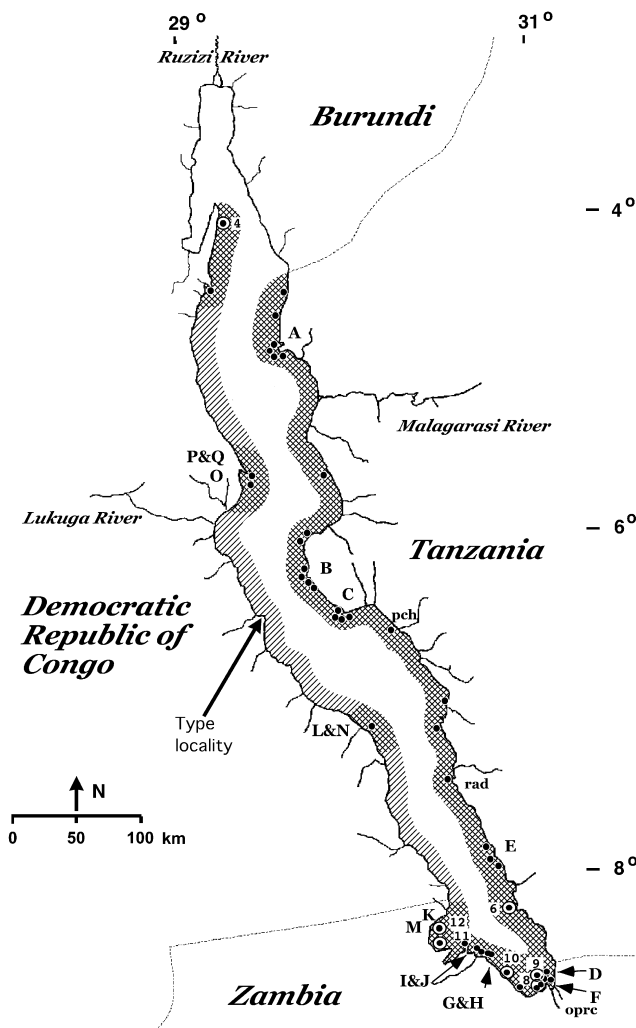 29 o
31 o
Ruzizi River
Burundi
4 o
4
A
Malagarasi River
P&Q
O
Lukuga River
6 o
Tanzania
B
C
Democratic
Republic of
Congo
pch
Type
locality
L&N
rad
N
0 50 100 km
E
8 o
6
K
12
M
11
10
9
D
I&J
8
F
G&H
oprc
Zambia